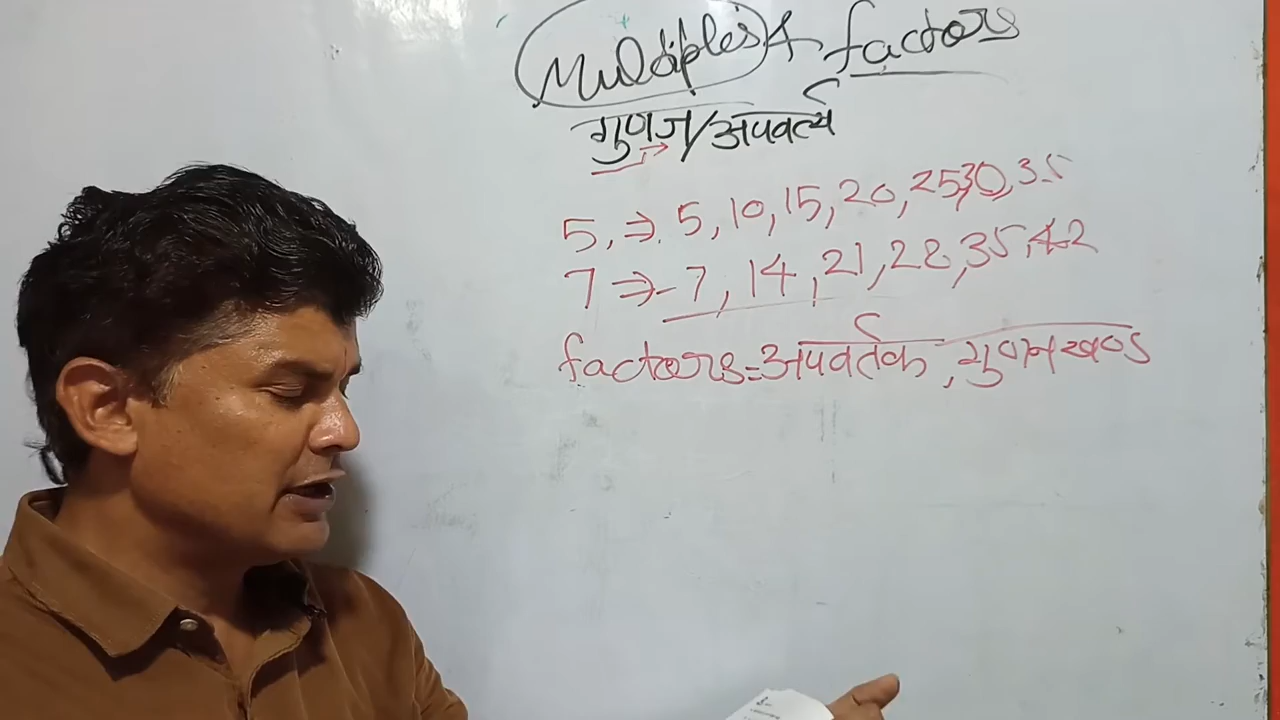 Multiples & factors
गुणज/अपवर्त्य
5, ⇒ 5, 10, 15, 20, 25, 30, 35
7 ⇒ 7, 14, 21, 28, 35, 42
factors = अपवर्तक, गुणनखण्ड